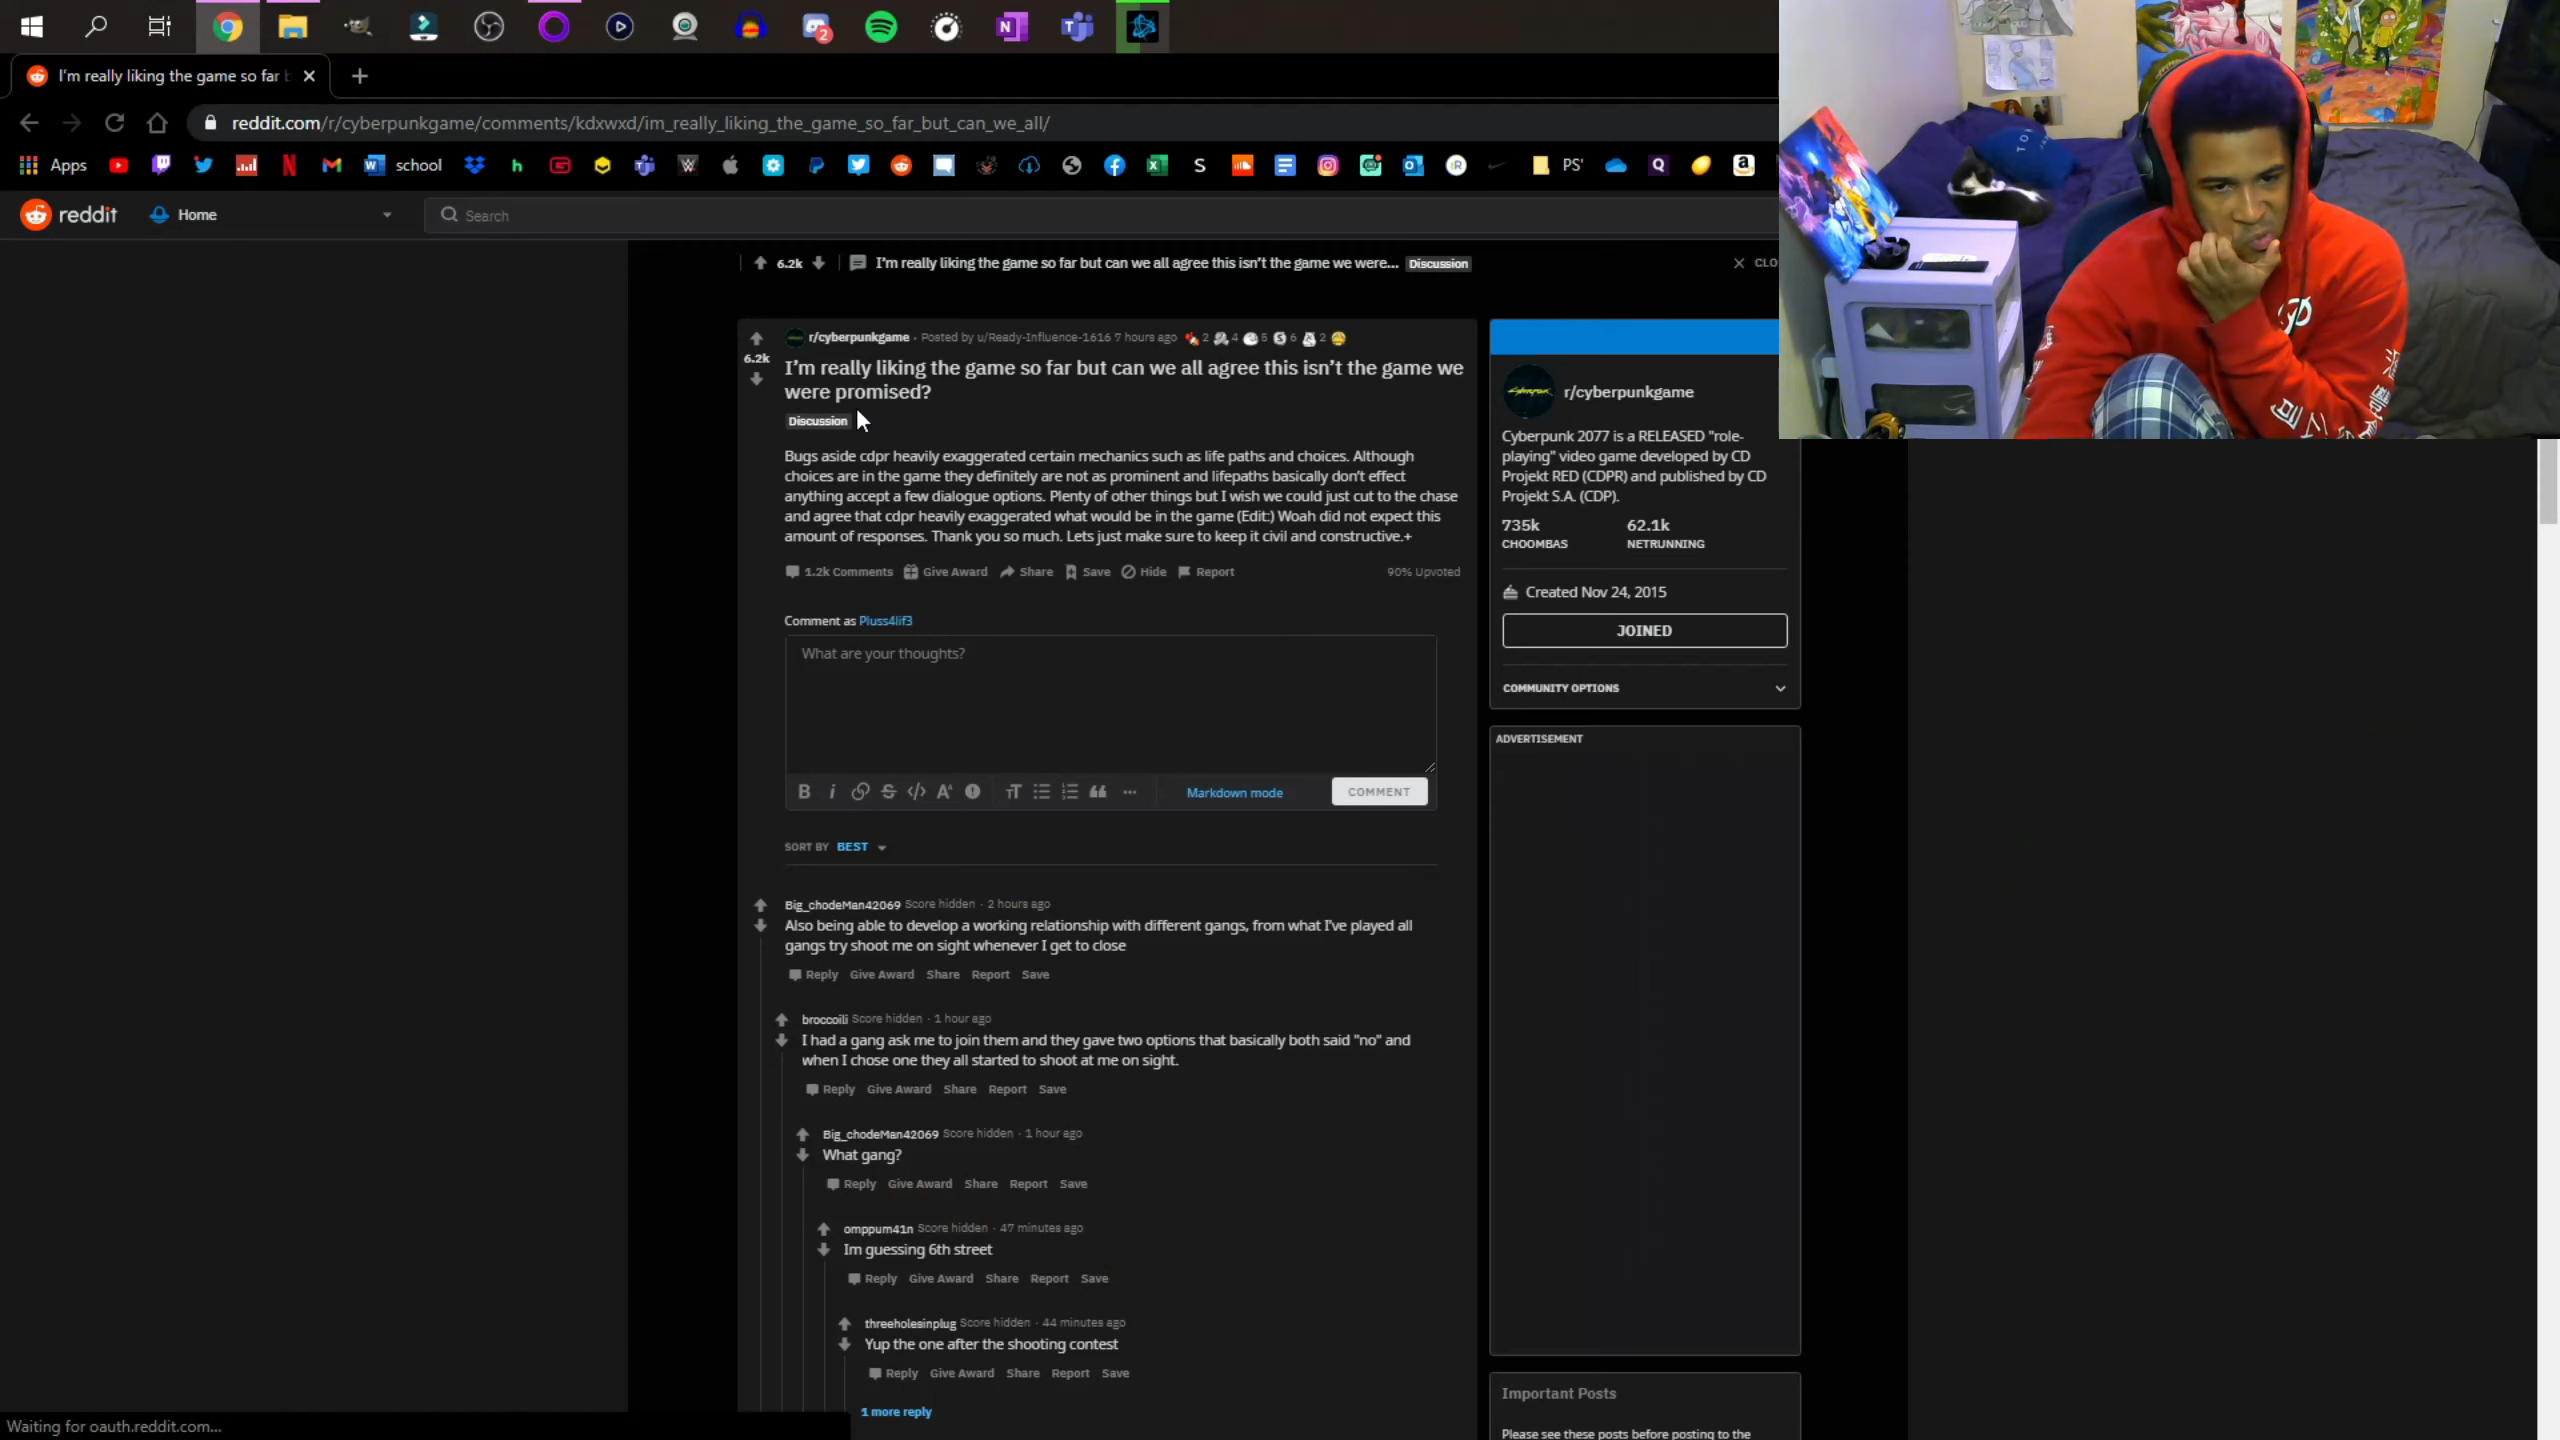 I'm really liking the game so far b
reddit.com/r/cyberpunkgame/comments/kdxwxd/im_really_liking_the_game_so_far_but_can_we_all/
Apps
school
PS'
reddit
Home
Search
6.2k
I'm really liking the game so far but can we all agree this isn't the game we were... Discussion
CLO
r/cyberpunkgame · Posted by u/Ready-Influence-1616 7 hours ago 2 4 5 6 2
6.2k
I'm really liking the game so far but can we all agree this isn't the game we
were promised?
Discussion
Bugs aside cdpr heavily exaggerated certain mechanics such as life paths and choices. Although
choices are in the game they definitely are not as prominent and lifepaths basically don't effect
anything accept a few dialogue options. Plenty of other things but I wish we could just cut to the chase
and agree that cdpr heavily exaggerated what would be in the game (Edit:) Woah did not expect this
amount of responses. Thank you so much. Lets just make sure to keep it civil and constructive.+
1.2k Comments Give Award Share Save Hide Report 90% Upvoted
Comment as Pluss4lif3
What are your thoughts?
Markdown mode
COMMENT
SORT BY BEST
Big_chodeMan42069 Score hidden · 2 hours ago
Also being able to develop a working relationship with different gangs, from what I've played all
gangs try shoot me on sight whenever I get to close
Reply Give Award Share Report Save
broccoili Score hidden · 1 hour ago
I had a gang ask me to join them and they gave two options that basically both said "no" and
when I chose one they all started to shoot at me on sight.
Reply Give Award Share Report Save
Big_chodeMan42069 Score hidden · 1 hour ago
What gang?
Reply Give Award Share Report Save
omppum41n Score hidden · 47 minutes ago
Im guessing 6th street
Reply Give Award Share Report Save
threeholesinplug Score hidden · 44 minutes ago
Yup the one after the shooting contest
Reply Give Award Share Report Save
1 more reply
r/cyberpunkgame
Cyberpunk 2077 is a RELEASED "role-
playing" video game developed by CD
Projekt RED (CDPR) and published by CD
Projekt S.A. (CDP).
735k 62.1k
CHOOMBAS NETRUNNING
Created Nov 24, 2015
JOINED
COMMUNITY OPTIONS
ADVERTISEMENT
Important Posts
Please see these posts before posting to the
Waiting for oauth.reddit.com...